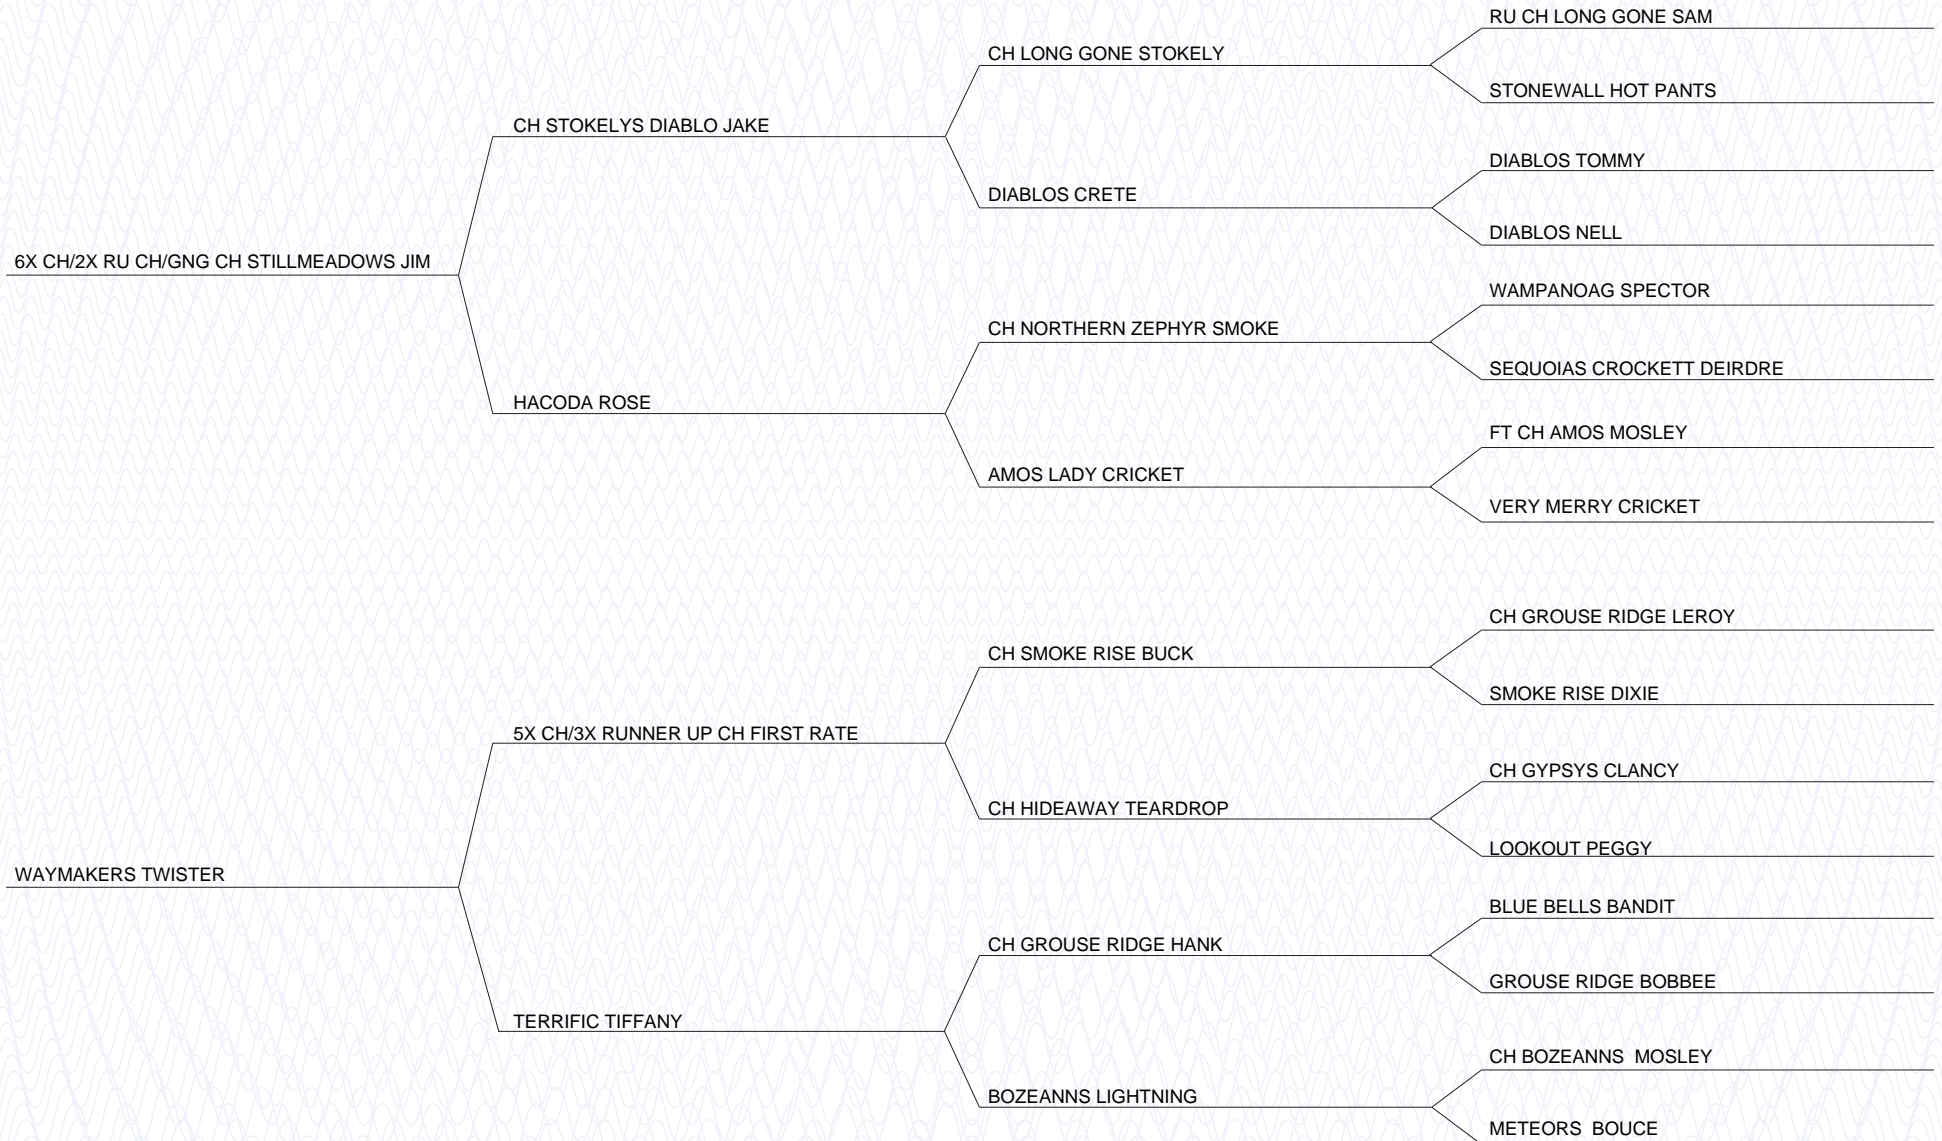 RU CH LONG GONE SAM
CH LONG GONE STOKELY
STONEWALL HOT PANTS
CH STOKELYS DIABLO JAKE
DIABLOS TOMMY
DIABLOS CRETE
DIABLOS NELL
6X CH/2X RU CH/GNG CH STILLMEADOWS JIM
WAMPANOAG SPECTOR
CH NORTHERN ZEPHYR SMOKE
SEQUOIAS CROCKETT DEIRDRE
HACODA ROSE
FT CH AMOS MOSLEY
AMOS LADY CRICKET
VERY MERRY CRICKET
CH GROUSE RIDGE LEROY
CH SMOKE RISE BUCK
SMOKE RISE DIXIE
5X CH/3X RUNNER UP CH FIRST RATE
CH GYPSYS CLANCY
CH HIDEAWAY TEARDROP
LOOKOUT PEGGY
WAYMAKERS TWISTER
BLUE BELLS BANDIT
CH GROUSE RIDGE HANK
GROUSE RIDGE BOBBEE
TERRIFIC TIFFANY
CH BOZEANNS  MOSLEY
BOZEANNS LIGHTNING
METEORS  BOUCE